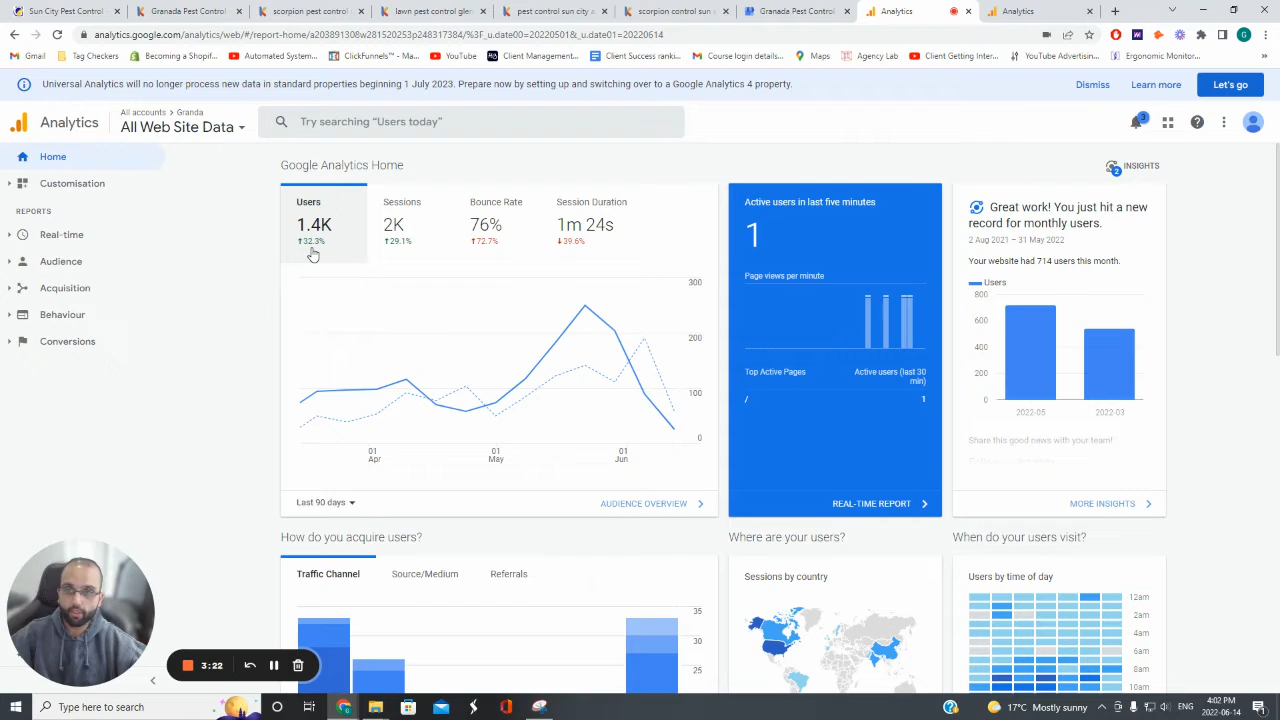 Sun City Pest Control
Granada Pest Control
scorpion pest control
lawn pest control gler
pest control sun city a
scorpion control sun
Granada Pest Control
Analytics
Analytics
analytics.google.com/analytics/web/#/report-home/a203891308w281520253p248317384/?_u.date00=20220501&_u.date01=20220614
G
Gmail
Tag Checkers
Becoming a Shipped...
Automation/Systems...
ClickFunnels™ - No...
YouTube
Client Management...
Client Success ranki...
Course login details...
Maps
Agency Lab
Client Getting Inter...
YouTube Advertisin...
Ergonomic Monitor...
Universal Analytics will no longer process new data in standard properties beginning 1 July 2023. Prepare now by setting up and switching over to a Google Analytics 4 property.
Dismiss
Learn more
Let's go
Analytics
All accounts > Granda
All Web Site Data
Try searching "Users today"
3
Home
Customisation
REPORTS
Real-time
Audience
Acquisition
Behaviour
Conversions
Google Analytics Home
INSIGHTS
2
Users
1.4K
↑32.3%
Sessions
2K
↑29.1%
Bounce Rate
76%
↑72.7%
Session Duration
1m 24s
↓39.6%
300
200
100
0
01
Apr
01
May
01
Jun
Last 90 days
AUDIENCE OVERVIEW
Active users in last five minutes
1
Page views per minute
Top Active Pages
Active users (last 30
min)
/
1
REAL-TIME REPORT
Great work! You just hit a new
record for monthly users.
2 Aug 2021 – 31 May 2022
Your website had 714 users this month.
Users
800
600
400
200
0
2022-05
2022-03
Share this good news with your team!
MORE INSIGHTS
How do you acquire users?
Where are your users?
When do your users visit?
Traffic Channel
Source/Medium
Referrals
35
30
25
Sessions by country
Users by time of day
12am
2am
4am
6am
8am
10am
3:22
Type here to search
17°C Mostly sunny
ENG
4:02 PM
2022-06-14